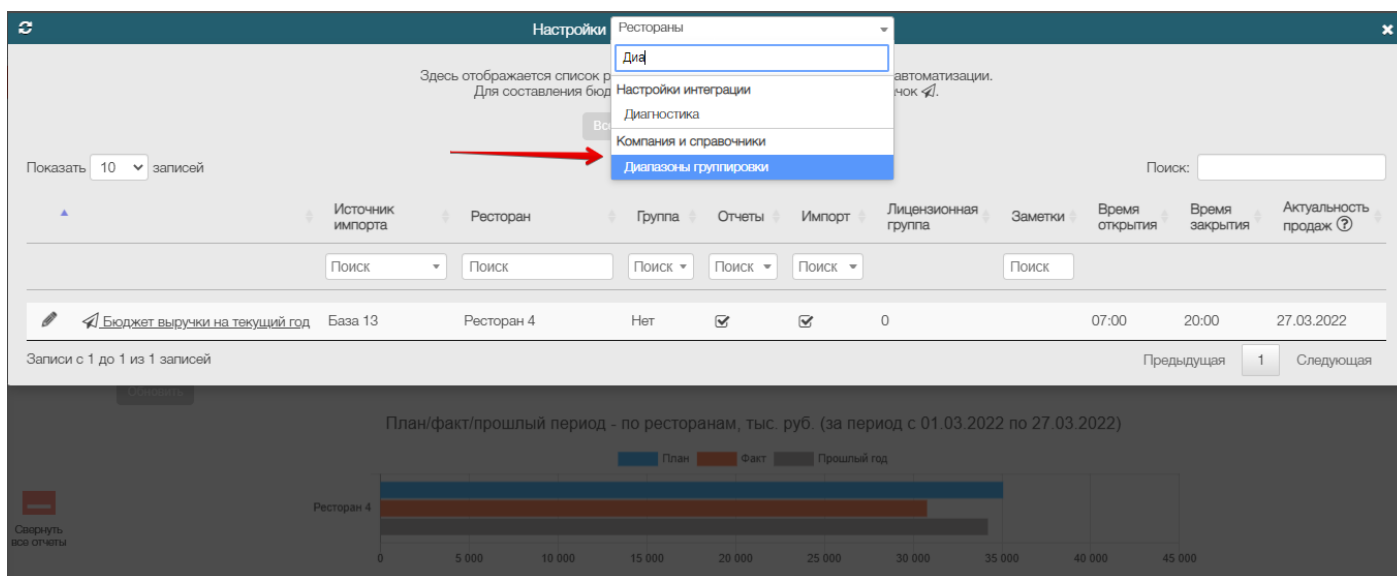 Настройки Рестораны
Диа
Здесь отображается список р
автоматизации.
Для составления бюд
чок
Настройки интеграции
Диагностика
Компания и справочники
Диапазоны группировки
Показать 10 записей
Поиск:
Источник импорта
Ресторан
Группа
Отчеты
Импорт
Лицензионная группа
Заметки
Время открытия
Время закрытия
Актуальность продаж
Поиск Поиск Поиск Поиск Поиск Поиск
Бюджет выручки на текущий год База 13 Ресторан 4 Нет 0 07:00 20:00 27.03.2022
Записи с 1 до 1 из 1 записей
Предыдущая 1 Следующая
Обновить
План/факт/прошлый период - по ресторанам, тыс. руб. (за период с 01.03.2022 по 27.03.2022)
План Факт Прошлый год
Ресторан 4
Свернуть
все отчеты
0 5 000 10 000 15 000 20 000 25 000 30 000 35 000 40 000 45 000